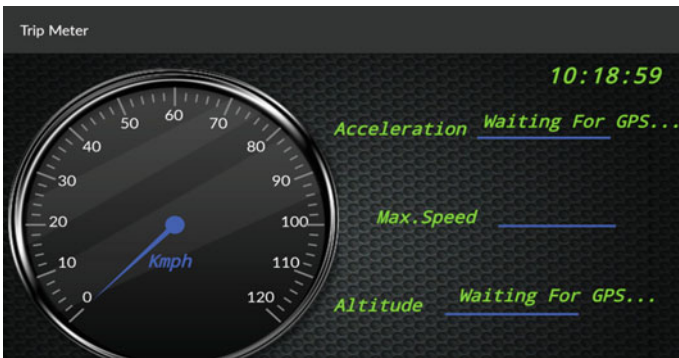 Trip Meter
10:18:59
Acceleration Waiting For GPS...
Max.Speed
Altitude Waiting For GPS...
0
10
20
30
40
50
60
70
80
90
100
110
120
Kmph